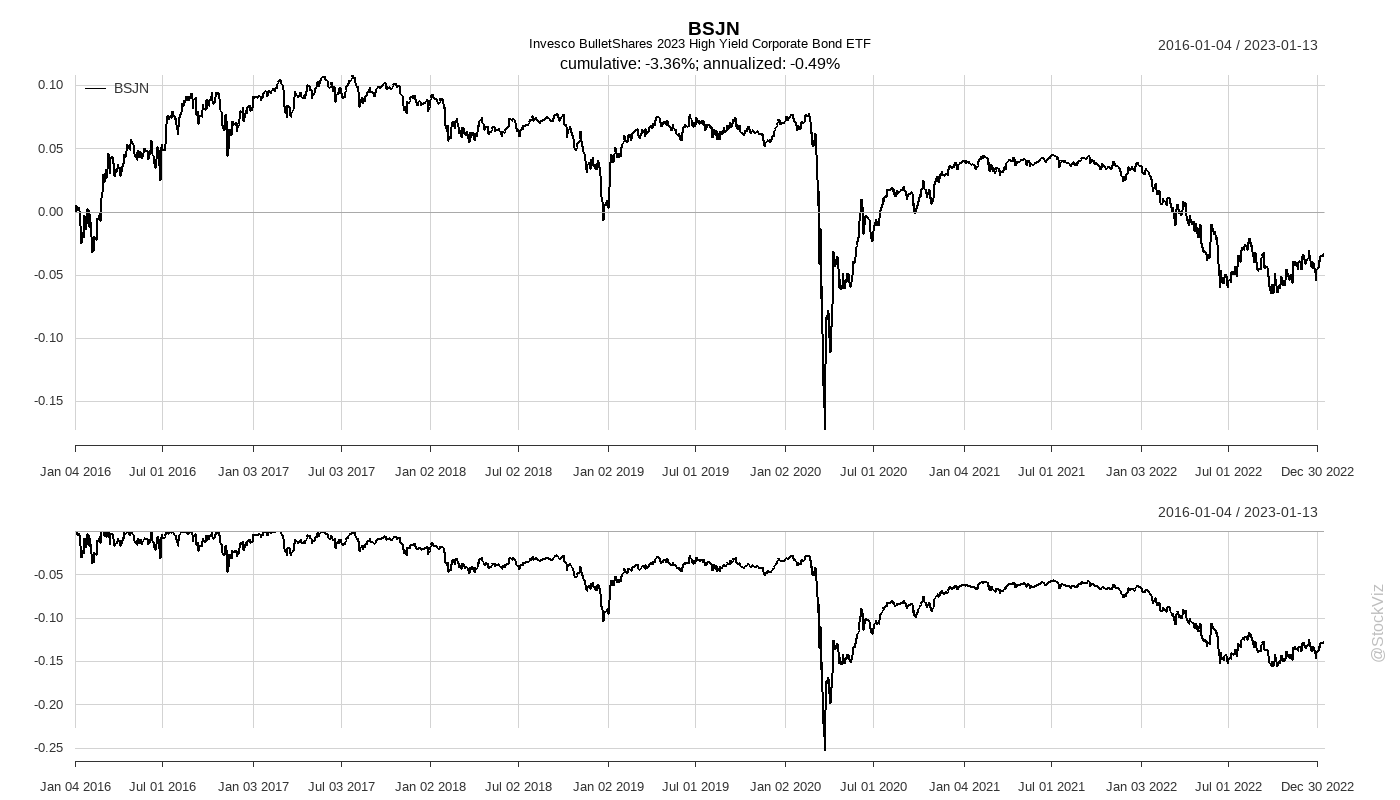 BSJN
Invesco BulletShares 2023 High Yield Corporate Bond ETF
cumulative: -3.36%; annualized: -0.49%
2016-01-04 / 2023-01-13
BSJN
0.10
0.05
0.00
-0.05
-0.10
-0.15
Jan 04 2016 Jul 01 2016 Jan 03 2017 Jul 03 2017 Jan 02 2018 Jul 02 2018 Jan 02 2019 Jul 01 2019 Jan 02 2020 Jul 01 2020 Jan 04 2021 Jul 01 2021 Jan 03 2022 Jul 01 2022 Dec 30 2022
2016-01-04 / 2023-01-13
-0.05
-0.10
-0.15
-0.20
-0.25
Jan 04 2016 Jul 01 2016 Jan 03 2017 Jul 03 2017 Jan 02 2018 Jul 02 2018 Jan 02 2019 Jul 01 2019 Jan 02 2020 Jul 01 2020 Jan 04 2021 Jul 01 2021 Jan 03 2022 Jul 01 2022 Dec 30 2022
@StockViz